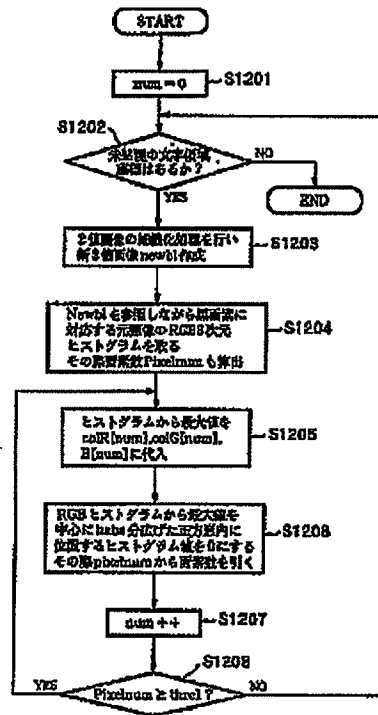 START
num = 0
S1201
S1202
未処理の文字領域
座標はあるか？
NO
YES
END
2値画像の細線化処理を行い
新2値画像newbi作成
S1203
Newbiを参照しながら黒画素に
対応する元画像のRGB3次元
ヒストグラムを取る
その際画素数Pixelnumも算出
S1204
ヒストグラムから最大値を
colR[num],colG[num],
B[num]に代入
S1205
RGBヒストグラムから最大値を
中心に 分広げた立方体内に
位置するヒストグラム値を0にする
その際pixelnumから画素数を引く
S1206
num ++
S1207
S1208
Pixelnum ≥ thre1 ?
YES
NO